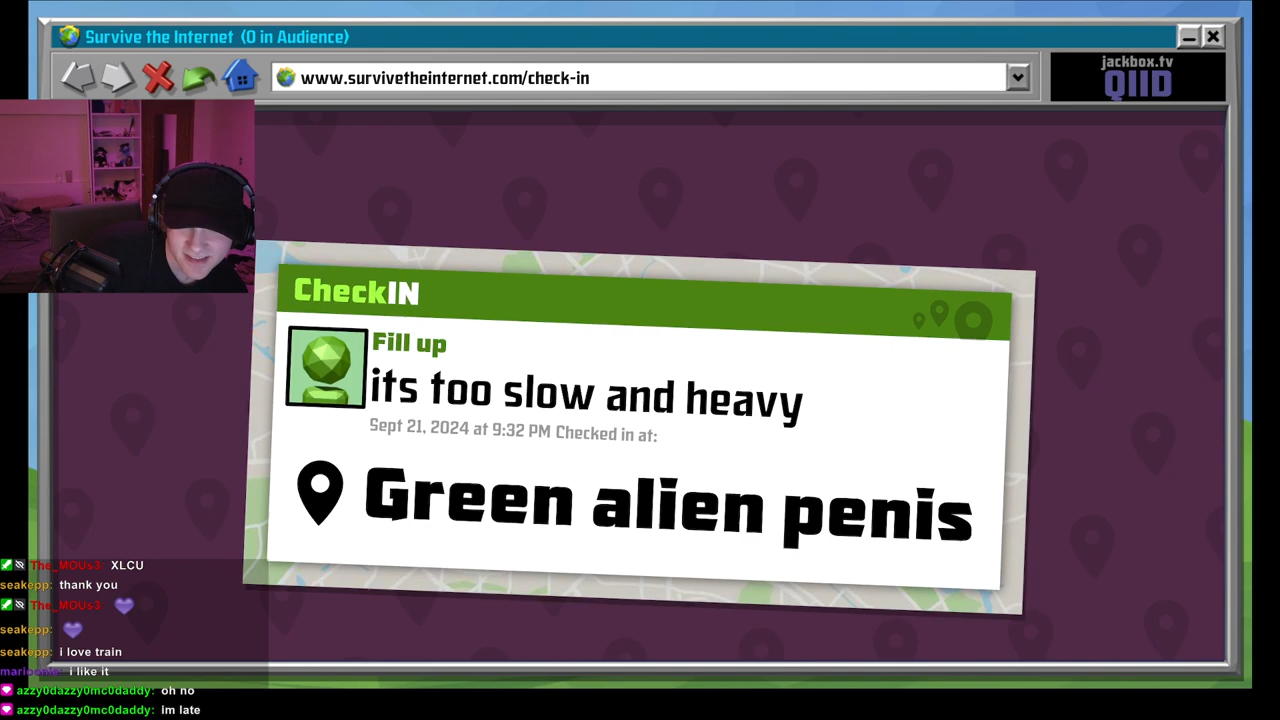 Survive the Internet (0 in Audience)
www.survivetheinternet.com/check-in
jackbox.tv
QIID
CheckIN
Fill up
its too slow and heavy
Sept 21, 2024 at 9:32 PM Checked in at:
Green alien penis
The_MOUs3: XLCU
seakepp: thank you
The_MOUs3:
seakepp:
seakepp: i love train
i like it
azzy0dazzy0mc0daddy: oh no
azzy0dazzy0mc0daddy: im late